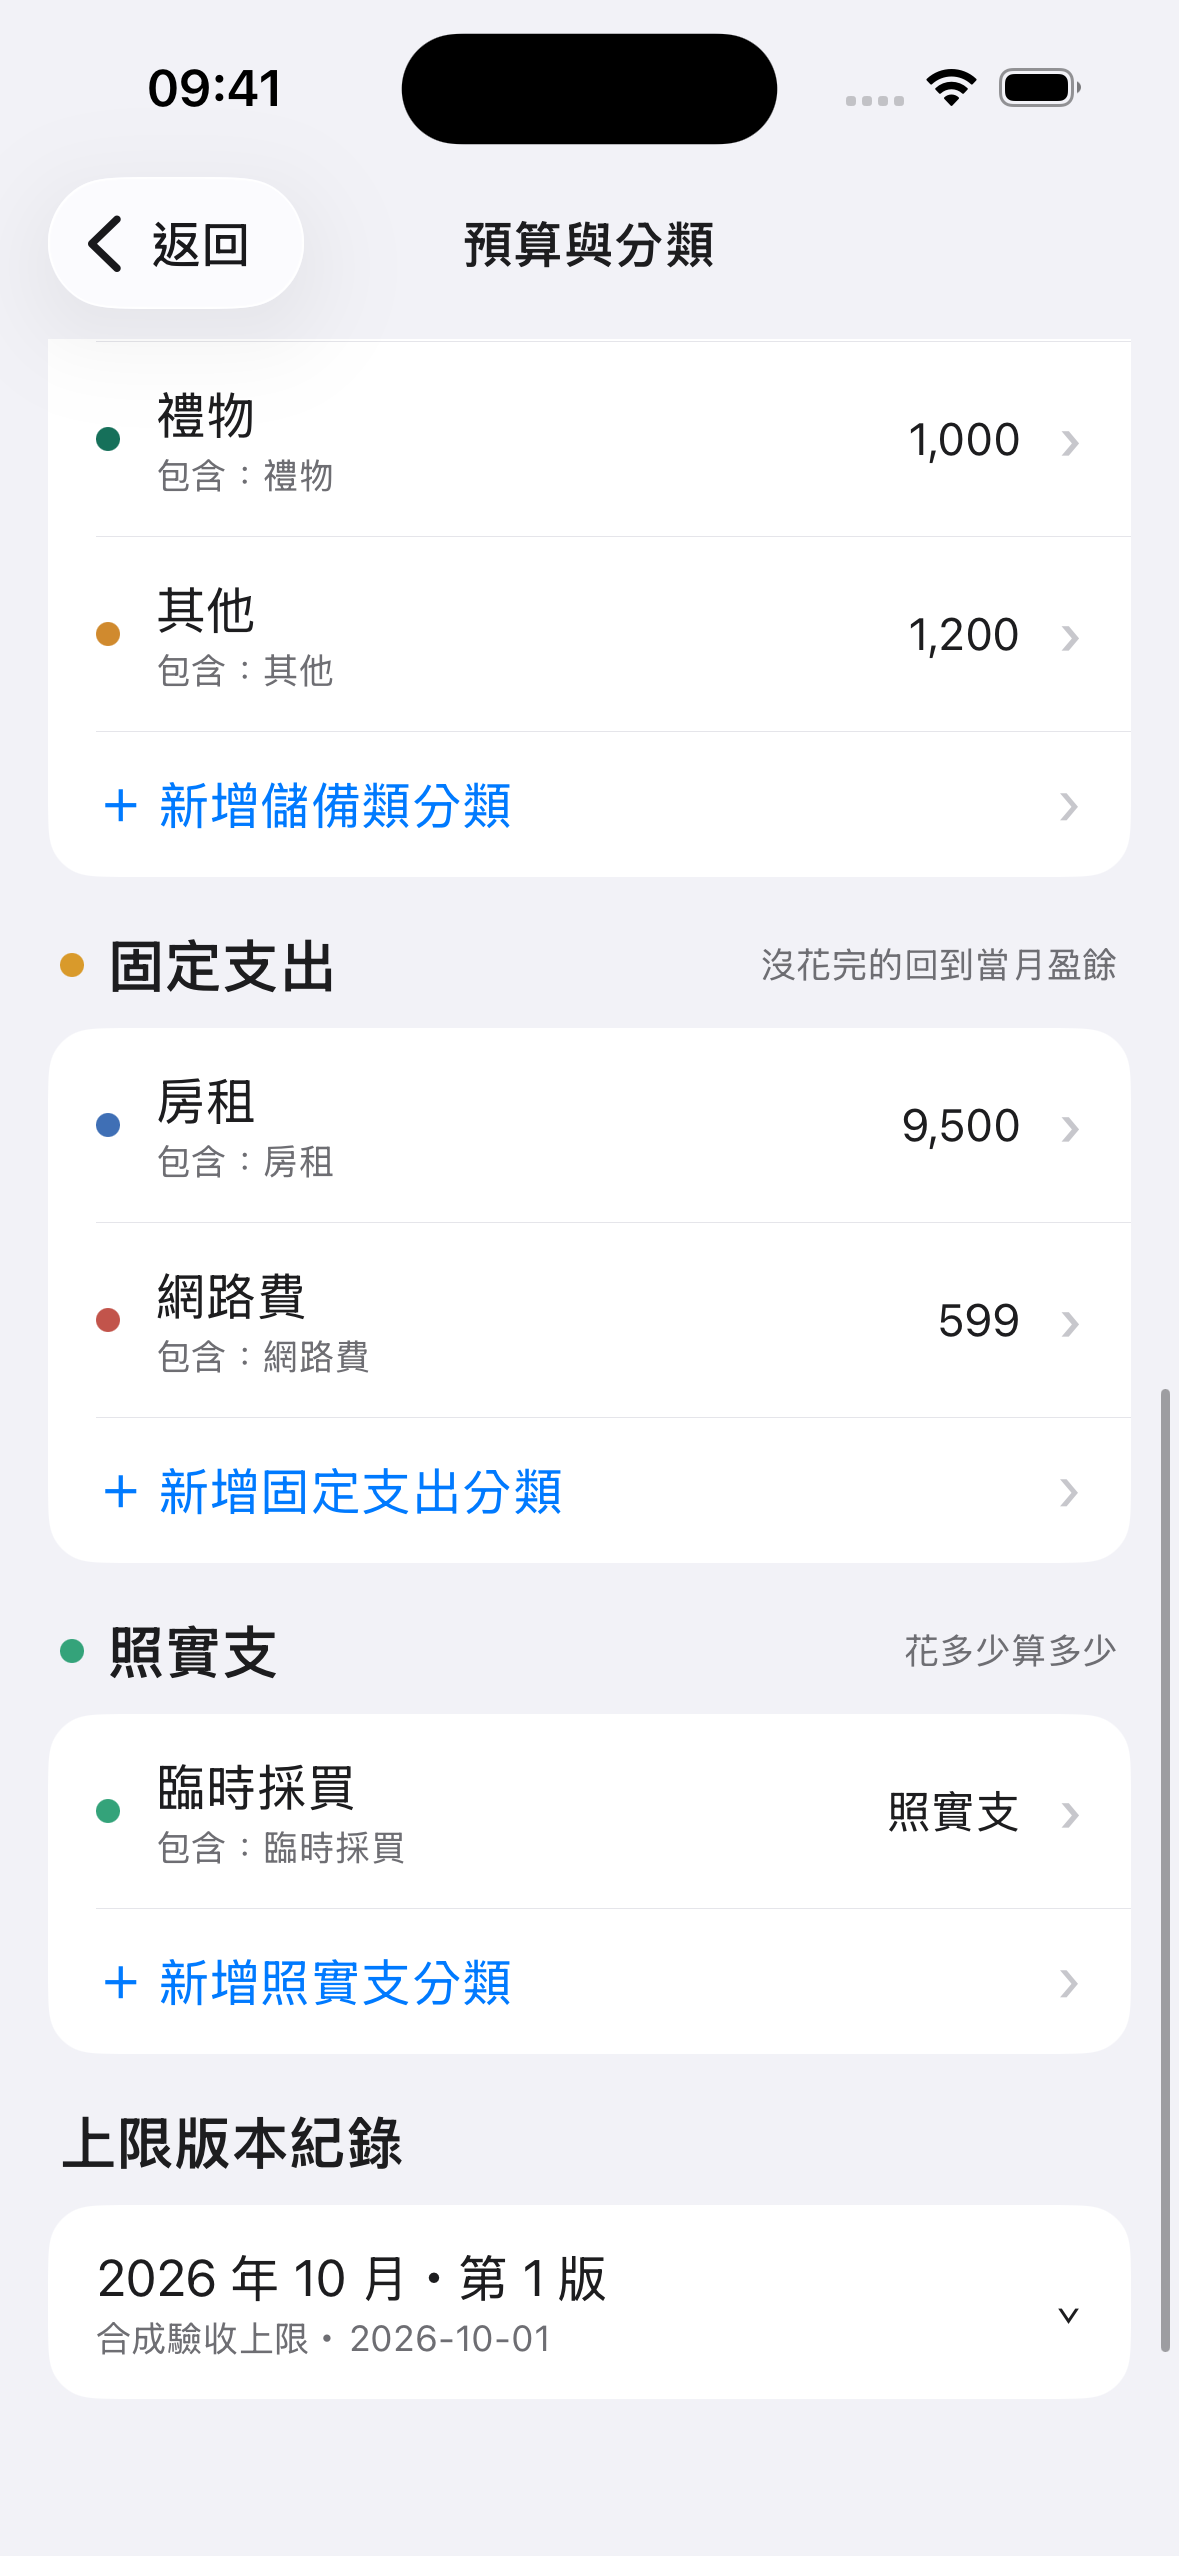 09:41
返回
預算與分類
禮物
包含：禮物
1,000
其他
包含：其他
1,200
+ 新增儲備類分類
固定支出
沒花完的回到當月盈餘
房租
包含：房租
9,500
網路費
包含：網路費
599
+ 新增固定支出分類
照實支
花多少算多少
臨時採買
包含：臨時採買
照實支
+ 新增照實支分類
上限版本紀錄
2026 年 10 月・第 1 版
合成驗收上限・2026-10-01